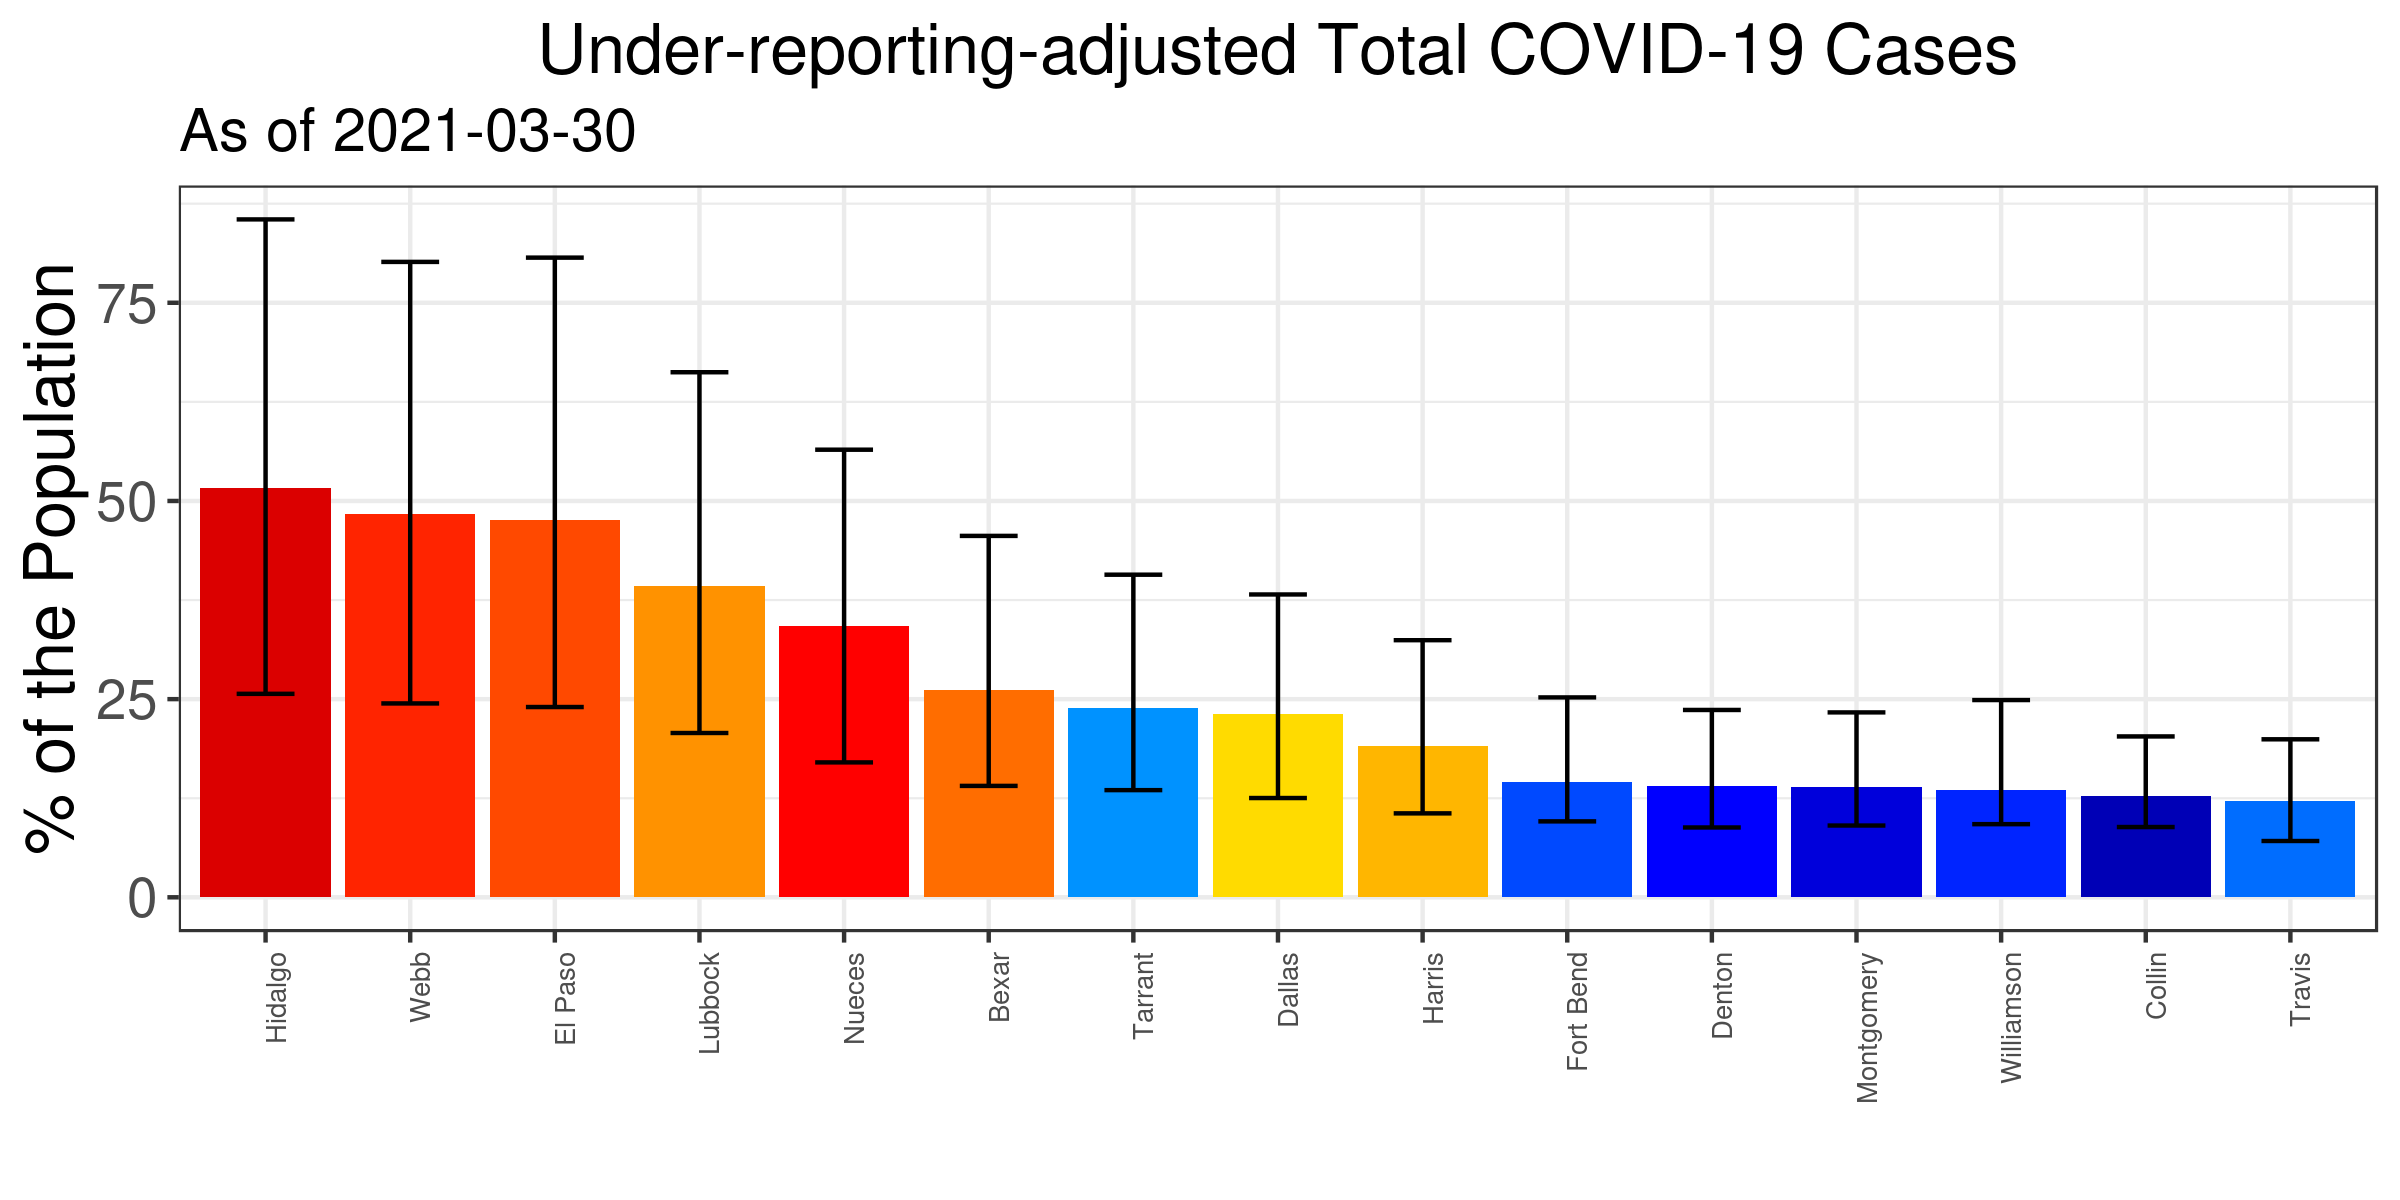 Under-reporting-adjusted Total COVID-19 Cases
As of 2021-03-30
% of the Population
75
50
25
0
Hidalgo
Webb
El Paso
Lubbock
Nueces
Bexar
Tarrant
Dallas
Harris
Fort Bend
Denton
Montgomery
Williamson
Collin
Travis